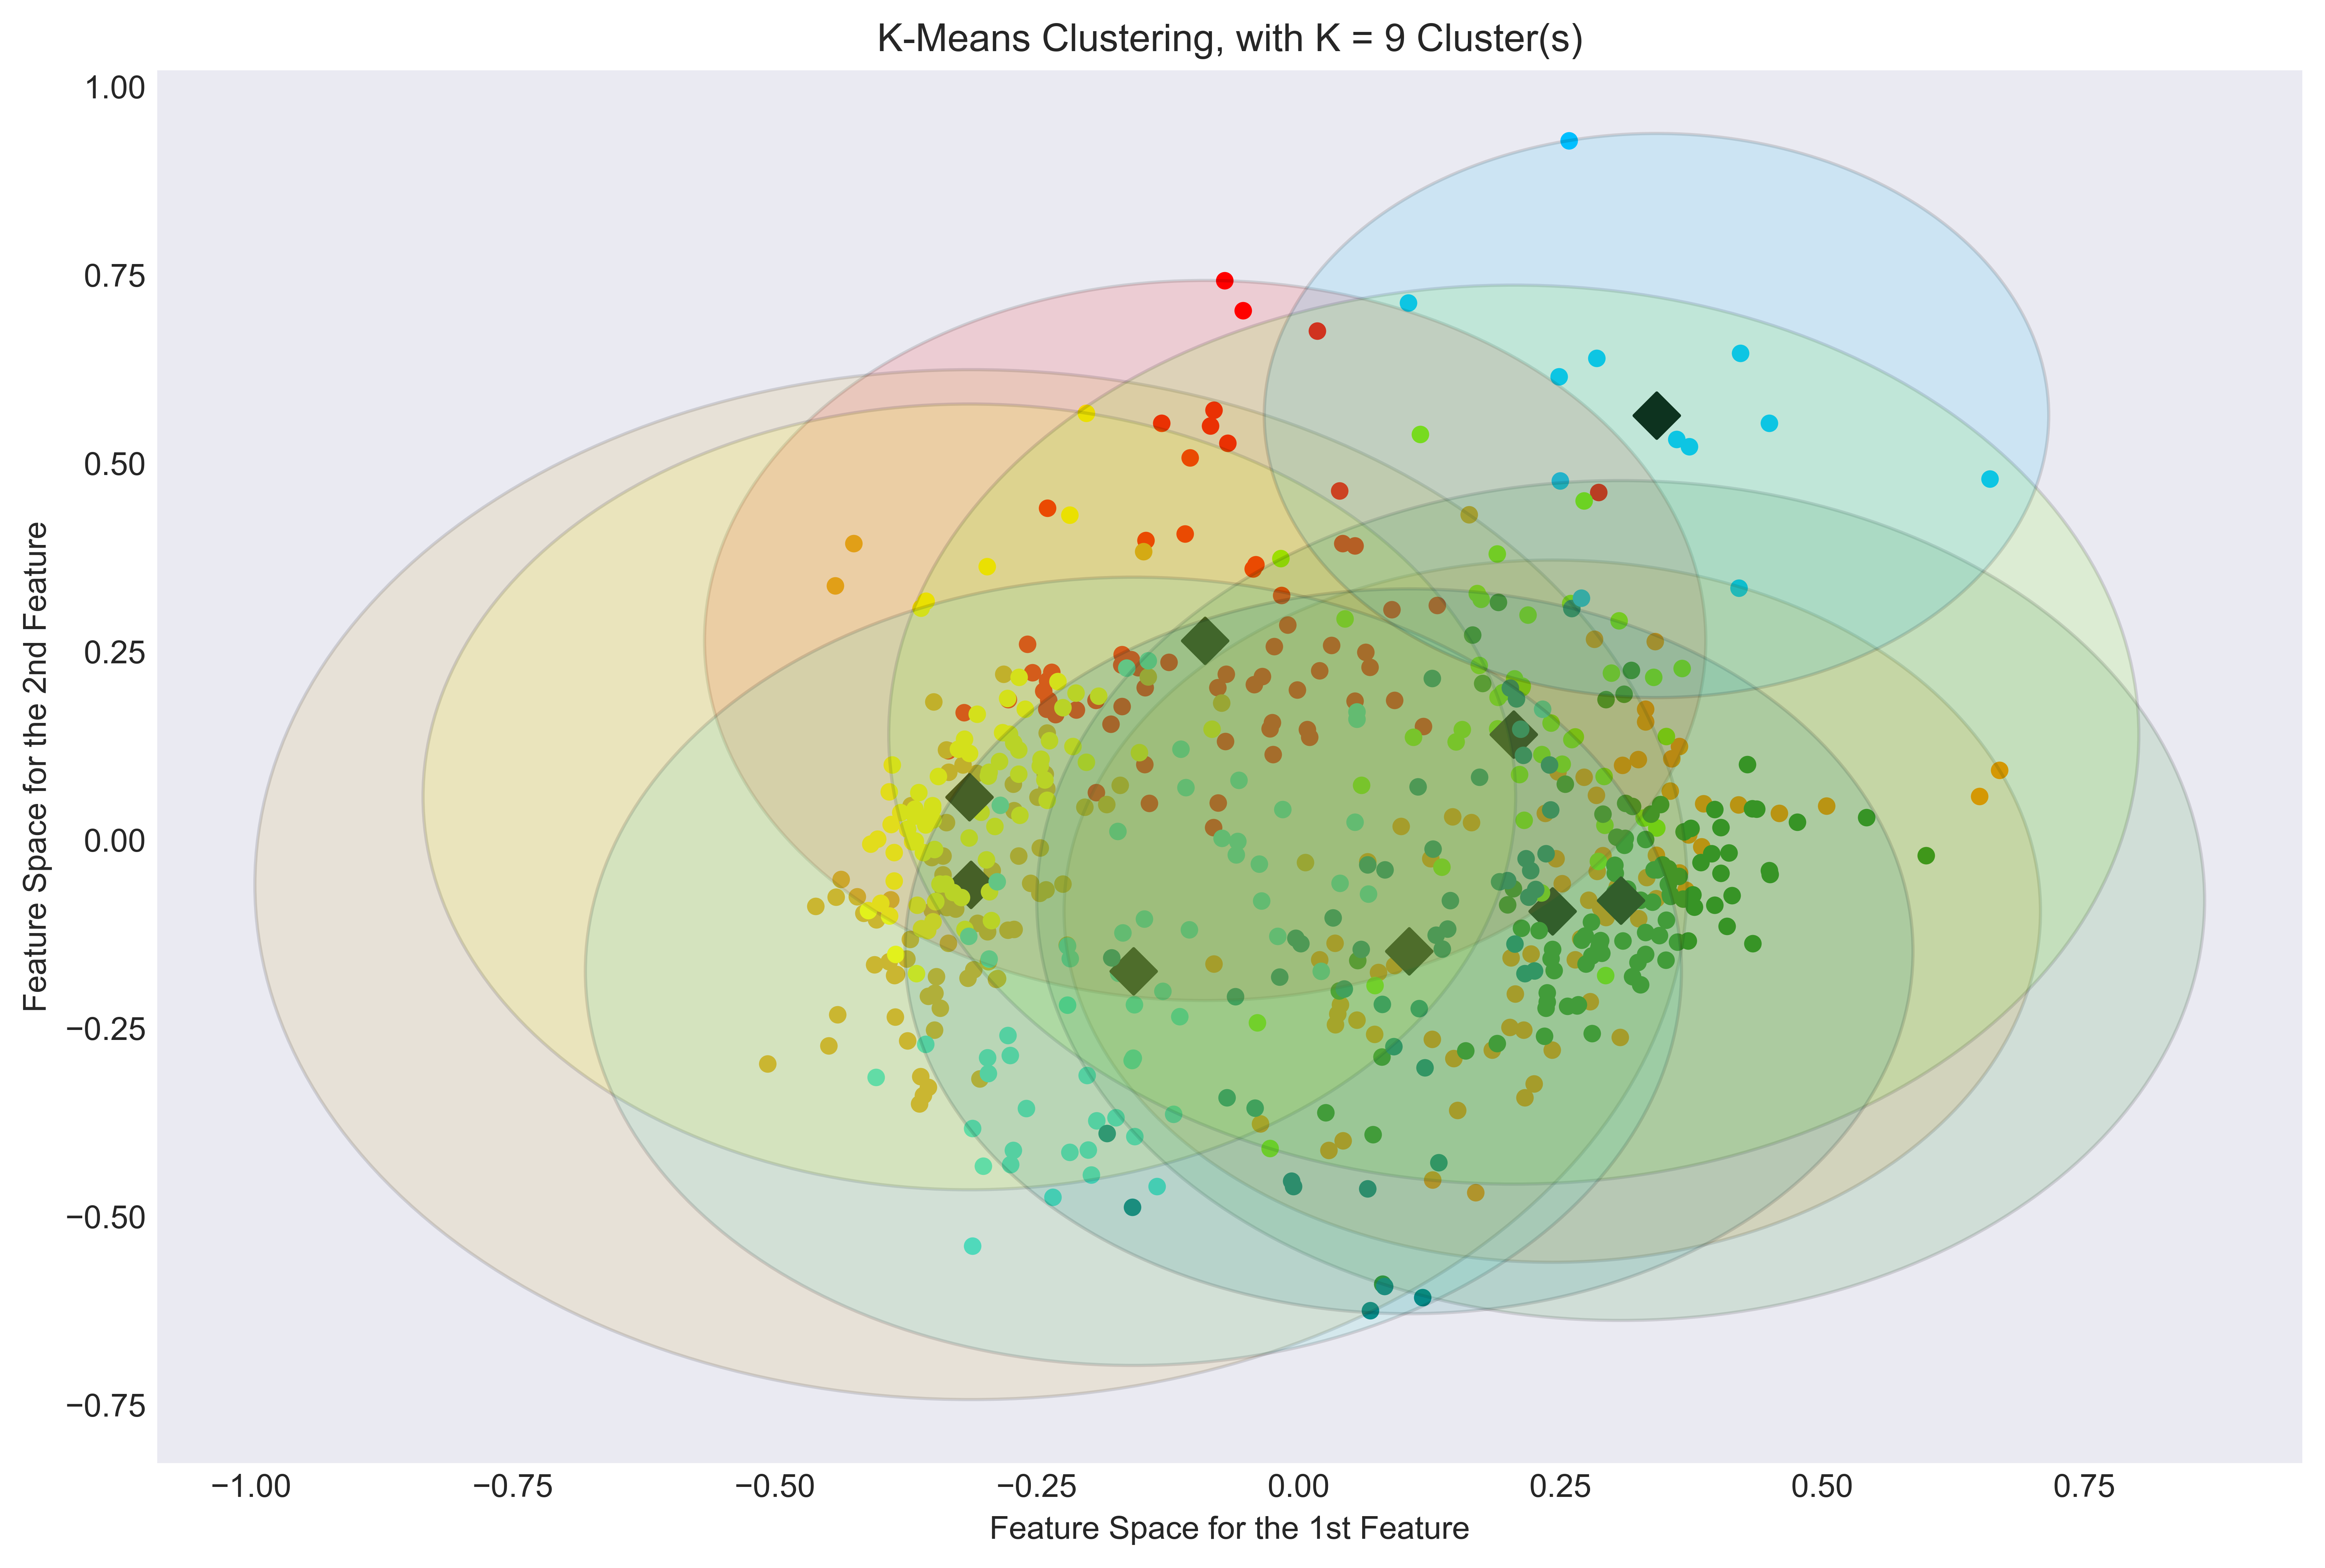 K-Means Clustering, with K = 9 Cluster(s)
1.00
0.75
0.50
0.25
0.00
−0.25
−0.50
−0.75
Feature Space for the 2nd Feature
−1.00 −0.75 −0.50 −0.25 0.00 0.25 0.50 0.75
Feature Space for the 1st Feature